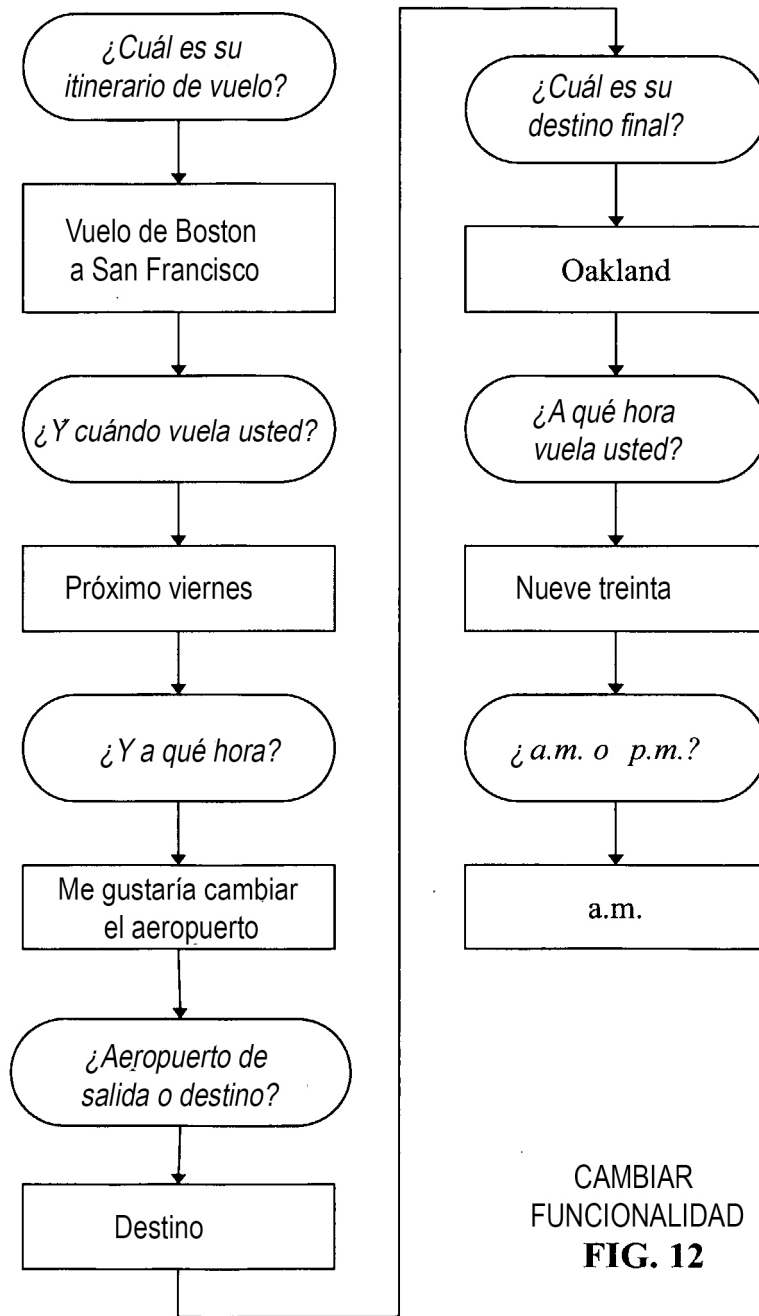 ¿Cuál es su
itinerario de vuelo?
Vuelo de Boston
a San Francisco
¿Y cuándo vuela usted?
Próximo viernes
¿Y a qué hora?
Me gustaría cambiar
el aeropuerto
¿Aeropuerto de
salida o destino?
Destino
¿Cuál es su
destino final?
Oakland
¿A qué hora
vuela usted?
Nueve treinta
¿a.m. o p.m.?
a.m.
CAMBIAR
FUNCIONALIDAD
FIG. 12